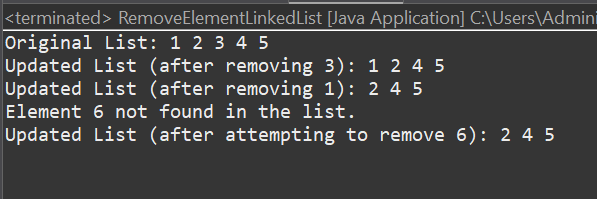 <terminated> RemoveElementLinkedList [Java Application] C:\Users\Admini
Original List: 1 2 3 4 5
Updated List (after removing 3): 1 2 4 5
Updated List (after removing 1): 2 4 5
Element 6 not found in the list.
Updated List (after attempting to remove 6): 2 4 5